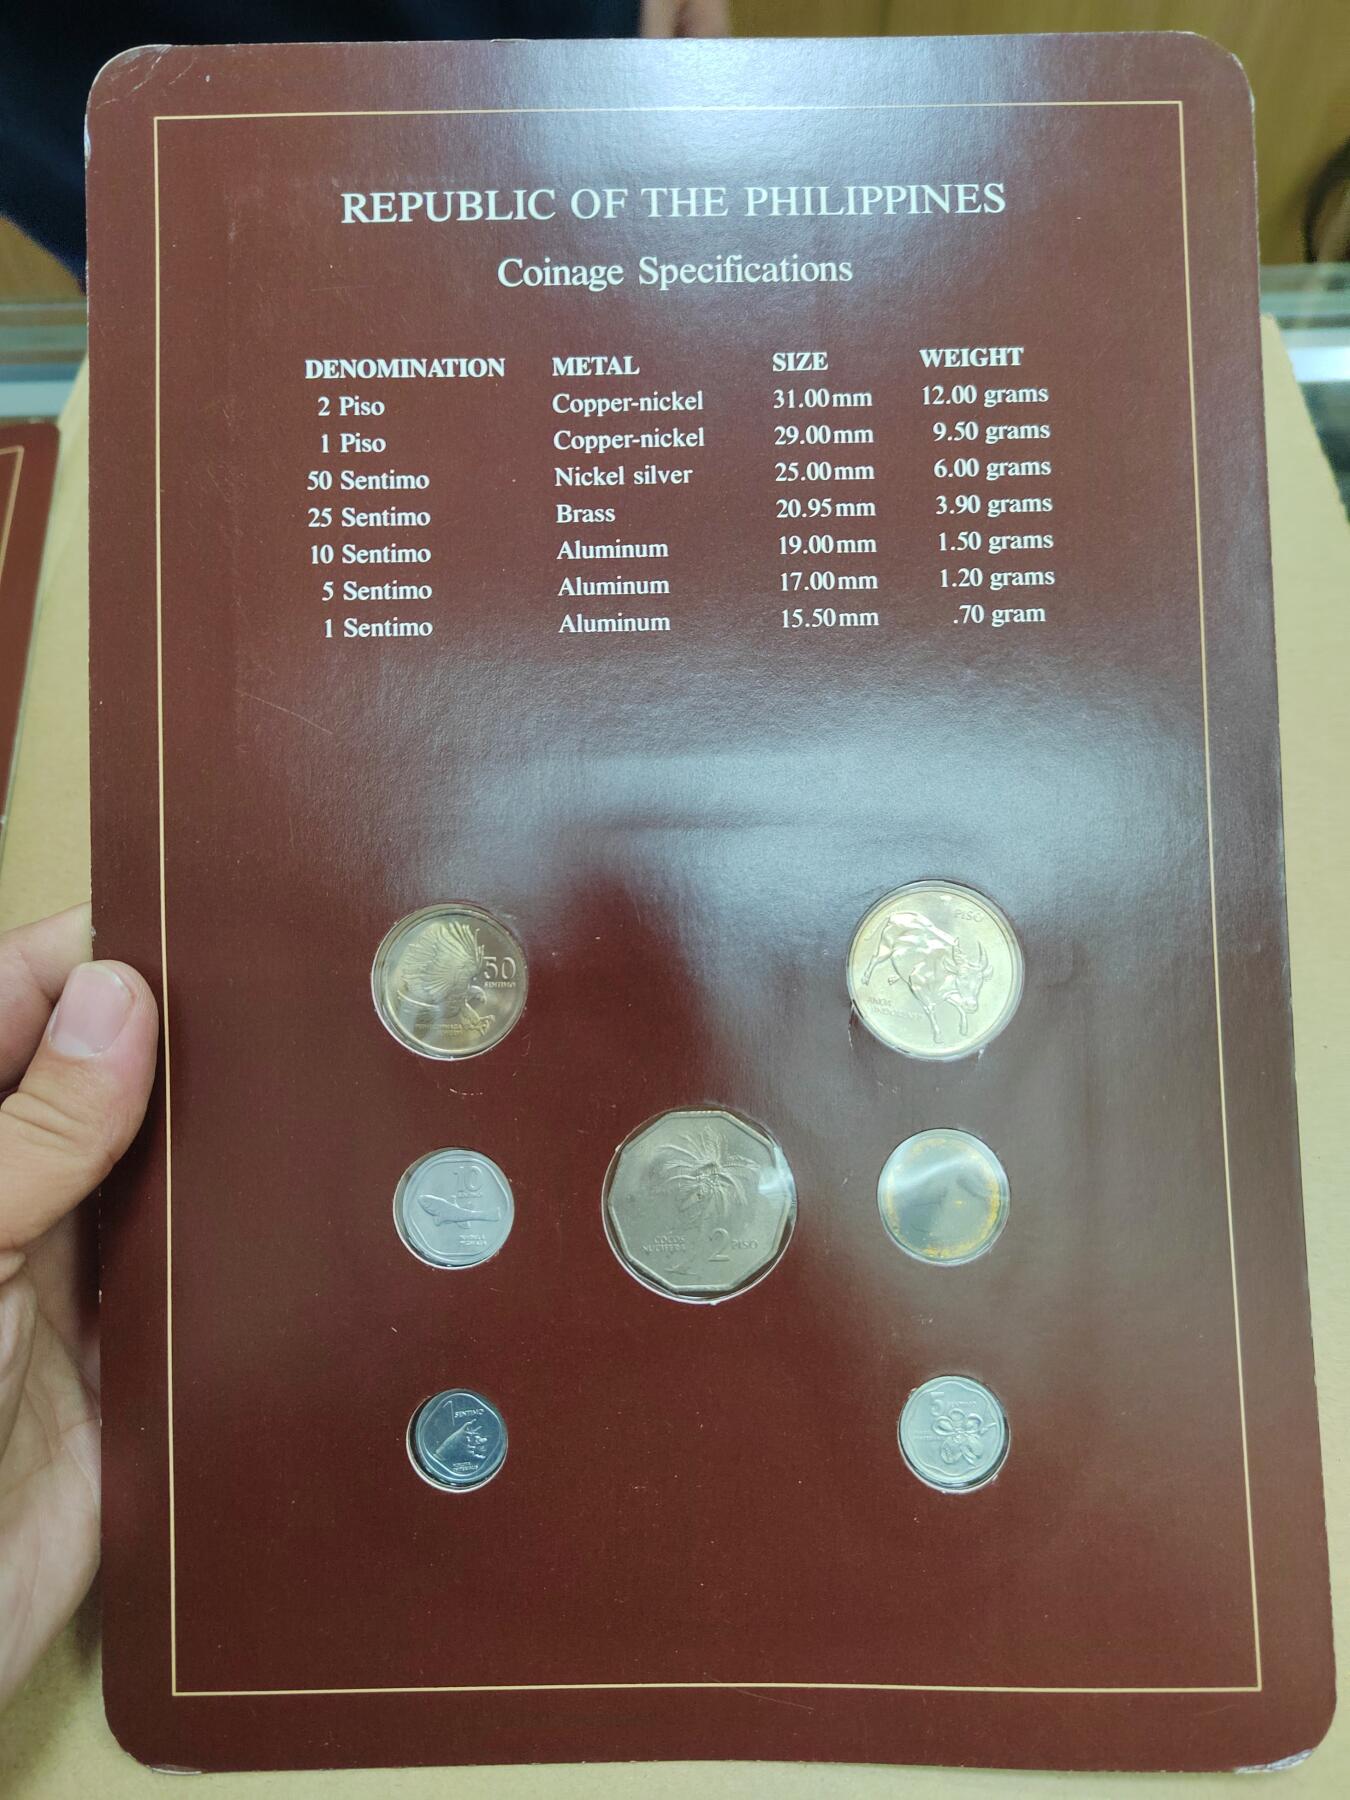 REPUBLIC OF THE PHILIPPINES
Coinage Specifications
DENOMINATION METAL SIZE WEIGHT
2 Piso Copper-nickel 31.00mm 12.00 grams
1 Piso Copper-nickel 29.00mm 9.50 grams
50 Sentimo Nickel silver 25.00mm 6.00 grams
25 Sentimo Brass 20.95mm 3.90 grams
10 Sentimo Aluminum 19.00mm 1.50 grams
5 Sentimo Aluminum 17.00mm 1.20 grams
1 Sentimo Aluminum 15.50mm .70 gram
50
SENTIMO
PISO
10
COCOS
NUCIFERA
2 PISO
1
SENTIMO
5